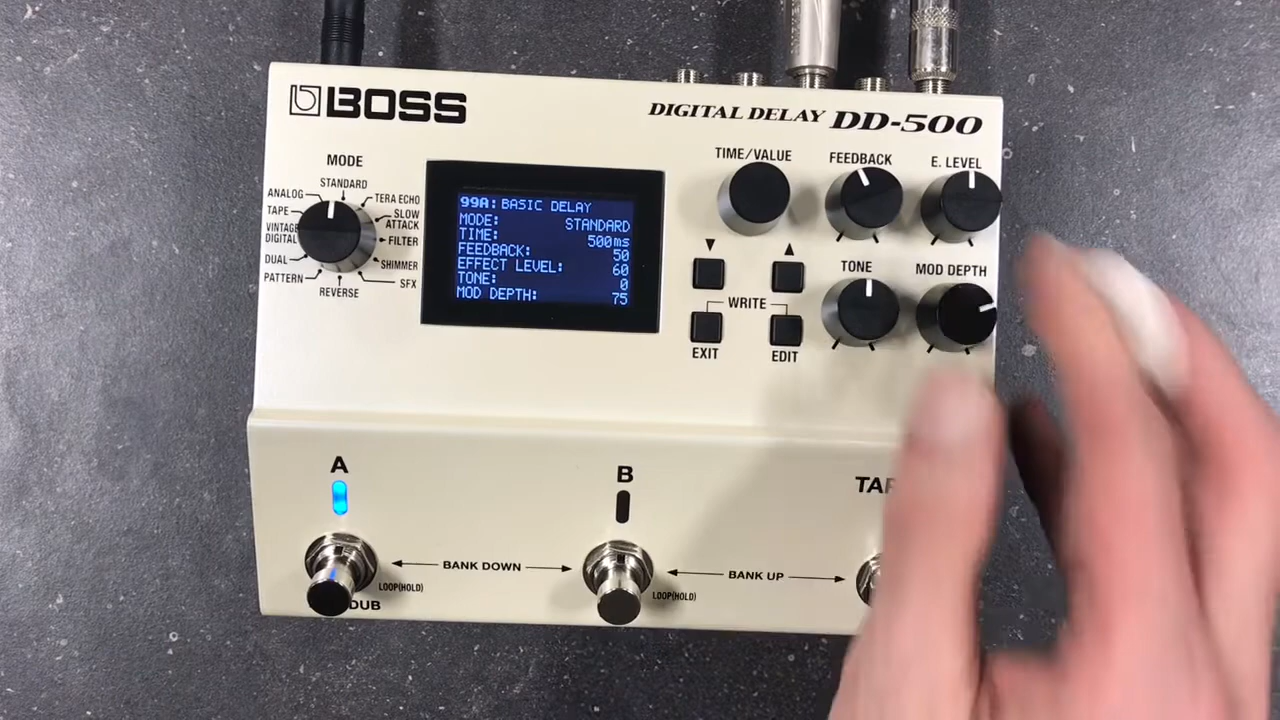 BOSS
DIGITAL DELAY DD-500
MODE
STANDARD
ANALOG
TERA ECHO
TAPE
SLOW
ATTACK
VINTAGE
DIGITAL
FILTER
DUAL
SHIMMER
PATTERN
SFX
REVERSE
99A: BASIC DELAY
MODE: STANDARD
TIME: 500ms
FEEDBACK: 50
EFFECT LEVEL: 60
TONE: 0
MOD DEPTH: 75
TIME/VALUE
FEEDBACK
E. LEVEL
WRITE
EXIT
EDIT
TONE
MOD DEPTH
A
B
BANK DOWN
BANK UP
LOOP(HOLD)
LOOP(HOLD)